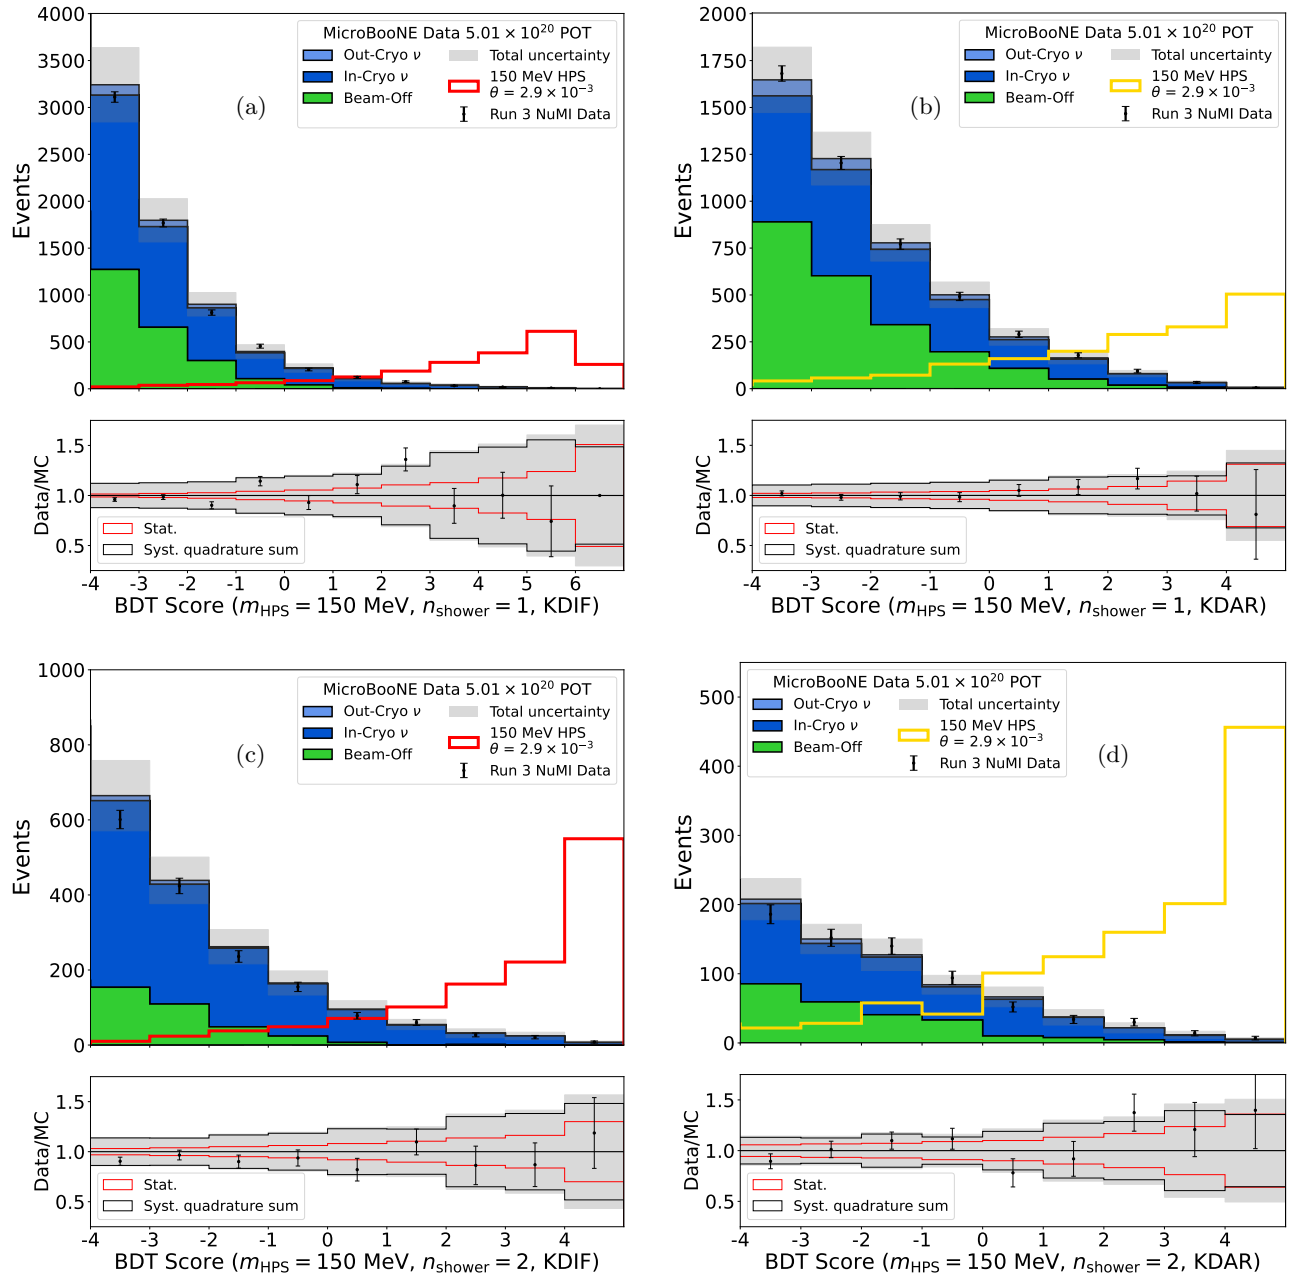 MicroBooNE Data 5.01 × 10²⁰ POT
Out-Cryo ν
In-Cryo ν
Beam-Off
Total uncertainty
150 MeV HPS
θ = 2.9 × 10⁻³
Run 3 NuMI Data
(a)
Events
4000
3500
3000
2500
2000
1500
1000
500
0
Data/MC
1.5
1.0
0.5
Stat.
Syst. quadrature sum
-4 -3 -2 -1 0 1 2 3 4 5 6
BDT Score (m_HPS = 150 MeV, n_shower = 1, KDIF)
MicroBooNE Data 5.01 × 10²⁰ POT
Out-Cryo ν
In-Cryo ν
Beam-Off
Total uncertainty
150 MeV HPS
θ = 2.9 × 10⁻³
Run 3 NuMI Data
(b)
Events
2000
1750
1500
1250
1000
750
500
250
0
Data/MC
1.5
1.0
0.5
Stat.
Syst. quadrature sum
-4 -3 -2 -1 0 1 2 3 4
BDT Score (m_HPS = 150 MeV, n_shower = 1, KDAR)
MicroBooNE Data 5.01 × 10²⁰ POT
Out-Cryo ν
In-Cryo ν
Beam-Off
Total uncertainty
150 MeV HPS
θ = 2.9 × 10⁻³
Run 3 NuMI Data
(c)
Events
1000
800
600
400
200
0
Data/MC
1.5
1.0
0.5
Stat.
Syst. quadrature sum
-4 -3 -2 -1 0 1 2 3 4
BDT Score (m_HPS = 150 MeV, n_shower = 2, KDIF)
MicroBooNE Data 5.01 × 10²⁰ POT
Out-Cryo ν
In-Cryo ν
Beam-Off
Total uncertainty
150 MeV HPS
θ = 2.9 × 10⁻³
Run 3 NuMI Data
(d)
Events
500
400
300
200
100
0
Data/MC
1.5
1.0
0.5
Stat.
Syst. quadrature sum
-4 -3 -2 -1 0 1 2 3 4
BDT Score (m_HPS = 150 MeV, n_shower = 2, KDAR)